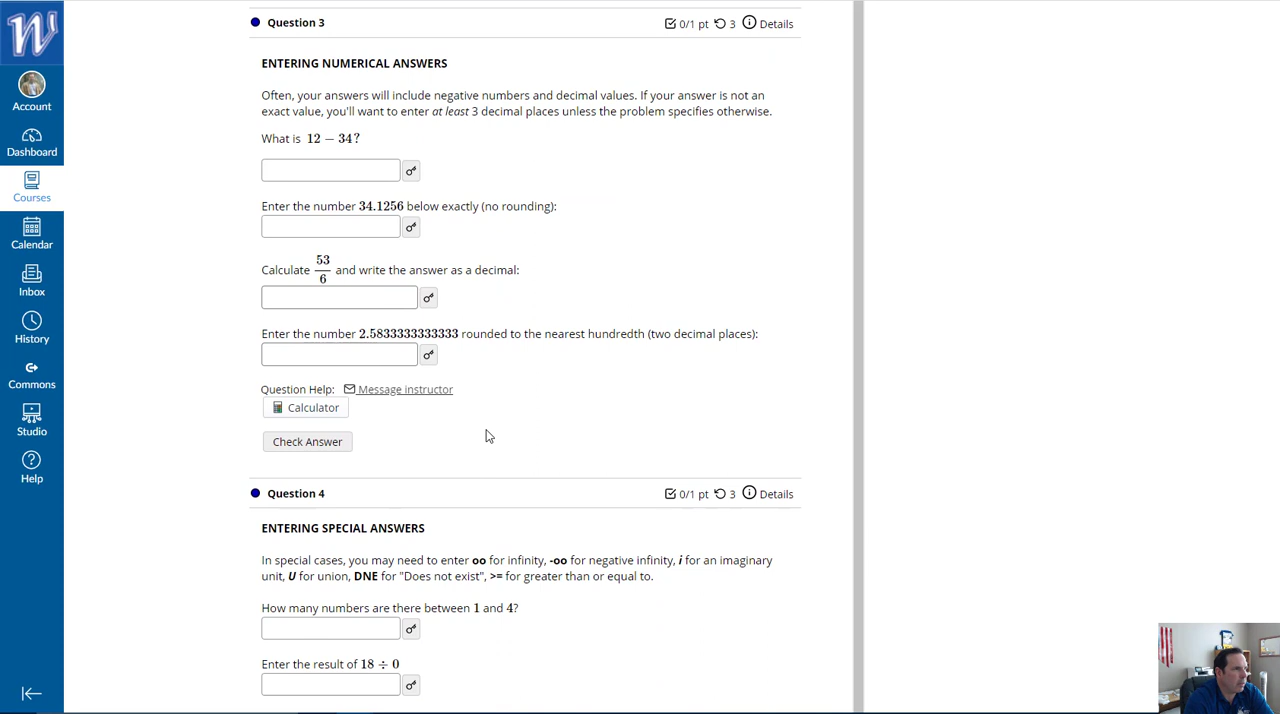 W
Account
Dashboard
Courses
Calendar
Inbox
History
Commons
Studio
Help
Question 3
0/1 pt 3 Details
ENTERING NUMERICAL ANSWERS
Often, your answers will include negative numbers and decimal values. If your answer is not an
exact value, you'll want to enter at least 3 decimal places unless the problem specifies otherwise.
What is 12 − 34?
Enter the number 34.1256 below exactly (no rounding):
Calculate 53/6 and write the answer as a decimal:
Enter the number 2.5833333333333 rounded to the nearest hundredth (two decimal places):
Question Help: Message instructor
Calculator
Check Answer
Question 4
0/1 pt 3 Details
ENTERING SPECIAL ANSWERS
In special cases, you may need to enter oo for infinity, -oo for negative infinity, i for an imaginary
unit, U for union, DNE for "Does not exist", >= for greater than or equal to.
How many numbers are there between 1 and 4?
Enter the result of 18 ÷ 0